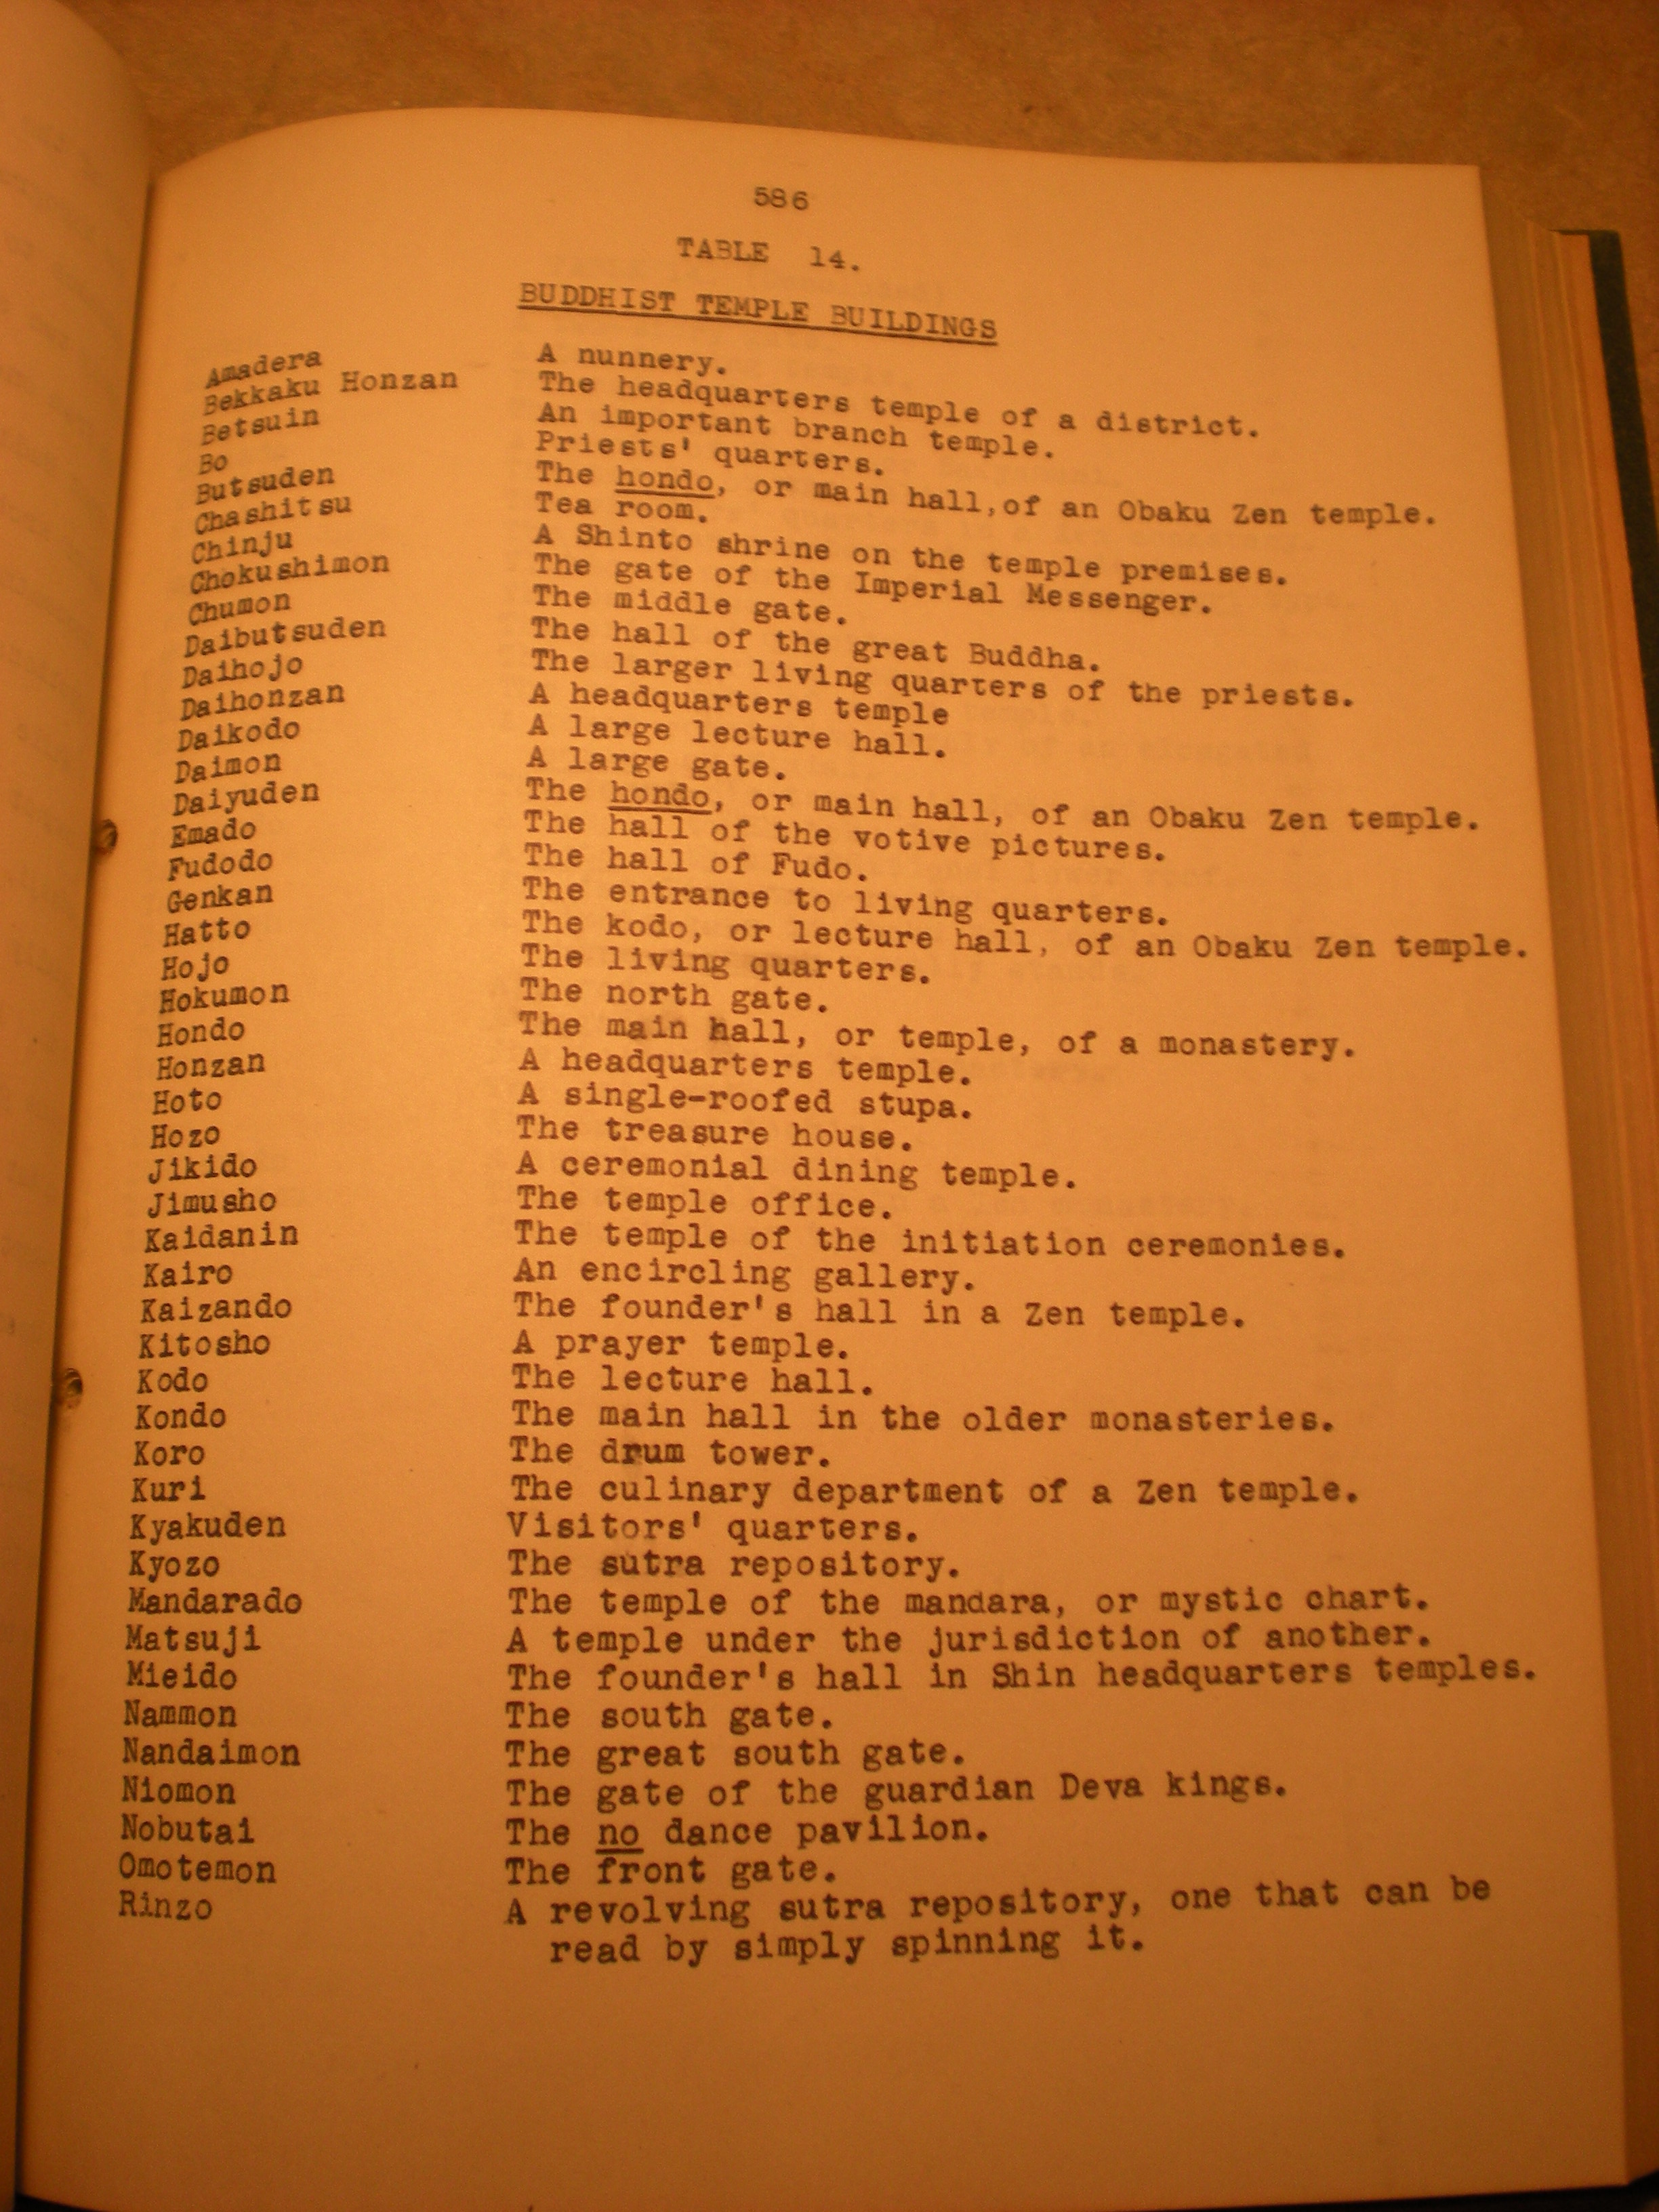 586
TABLE 14.
BUDDHIST TEMPLE BUILDINGS
Amadera A nunnery.
Bekkaku Honzan The headquarters temple of a district.
Betsuin An important branch temple.
Bo Priests' quarters.
Butsuden The hondo, or main hall,of an Obaku Zen temple.
Chashitsu Tea room.
Chinju A Shinto shrine on the temple premises.
Chokushimon The gate of the Imperial Messenger.
Chumon The middle gate.
Daibutsuden The hall of the great Buddha.
Daihojo The larger living quarters of the priests.
Daihonzan A headquarters temple
Daikodo A large lecture hall.
Daimon A large gate.
Daiyuden The hondo, or main hall, of an Obaku Zen temple.
Emado The hall of the votive pictures.
Fudodo The hall of Fudo.
Genkan The entrance to living quarters.
Hatto The kodo, or lecture hall, of an Obaku Zen temple.
Hojo The living quarters.
Hokumon The north gate.
Hondo The main hall, or temple, of a monastery.
Honzan A headquarters temple.
Hoto A single-roofed stupa.
Hozo The treasure house.
Jikido A ceremonial dining temple.
Jimusho The temple office.
Kaidanin The temple of the initiation ceremonies.
Kairo An encircling gallery.
Kaizando The founder's hall in a Zen temple.
Kitosho A prayer temple.
Kodo The lecture hall.
Kondo The main hall in the older monasteries.
Koro The drum tower.
Kuri The culinary department of a Zen temple.
Kyakuden Visitors' quarters.
Kyozo The sutra repository.
Mandarado The temple of the mandara, or mystic chart.
Matsuji A temple under the jurisdiction of another.
Mieido The founder's hall in Shin headquarters temples.
Nammon The south gate.
Nandaimon The great south gate.
Niomon The gate of the guardian Deva kings.
Nobutai The no dance pavilion.
Omotemon The front gate.
Rinzo A revolving sutra repository, one that can be
read by simply spinning it.